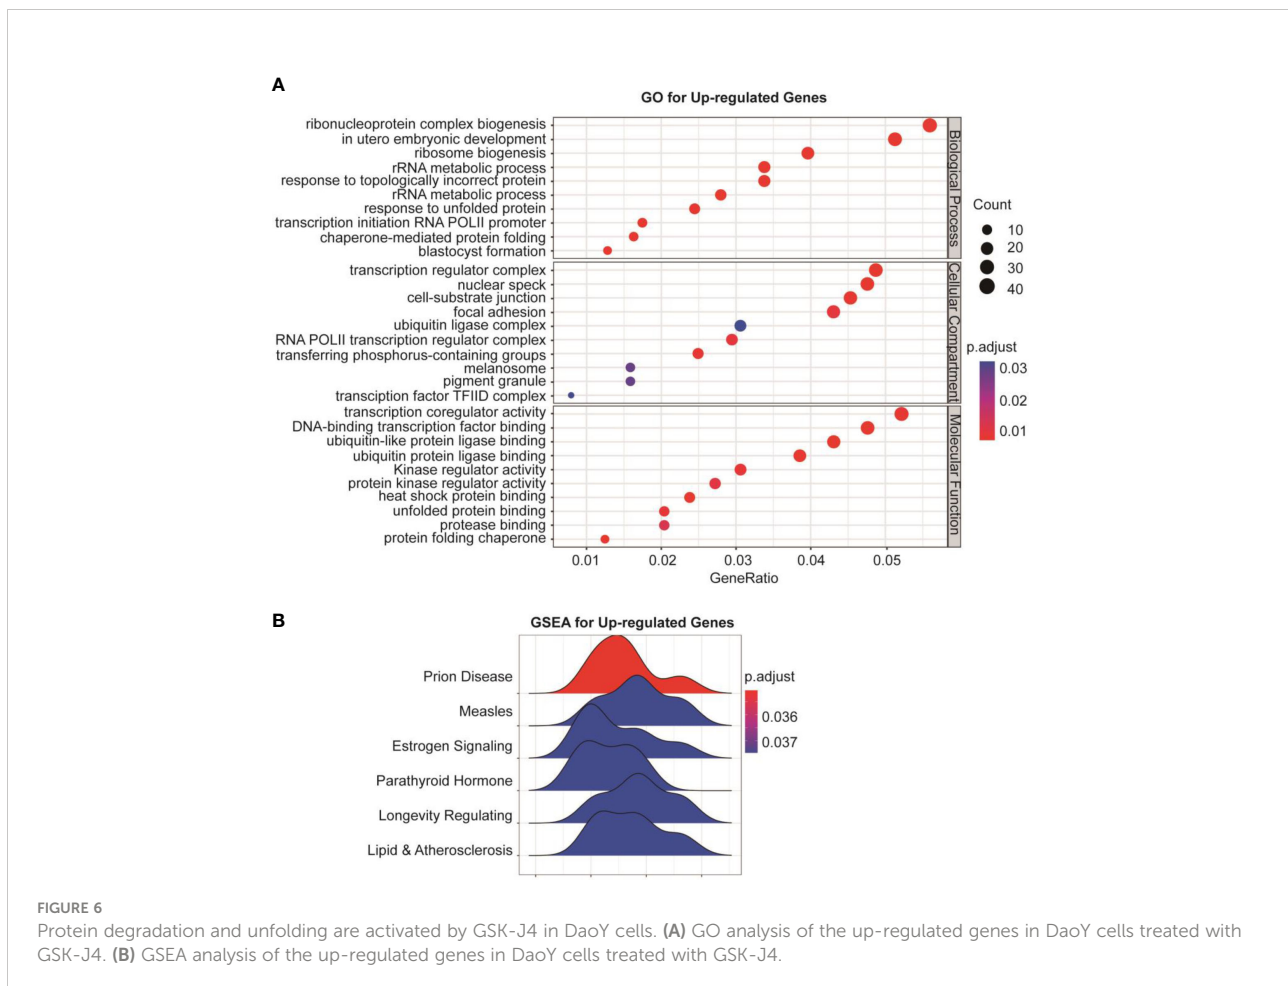 A
GO for Up-regulated Genes
ribonucleoprotein complex biogenesis
in utero embryonic development
ribosome biogenesis
rRNA metabolic process
response to topologically incorrect protein
rRNA metabolic process
response to unfolded protein
transcription initiation RNA POLII promoter
chaperone-mediated protein folding
blastocyst formation
Biological Process
transcription regulator complex
nuclear speck
cell-substrate junction
focal adhesion
ubiquitin ligase complex
RNA POLII transcription regulator complex
transferring phosphorus-containing groups
melanosome
pigment granule
transcription factor TFIID complex
Cellular Compartment
transcription coregulator activity
DNA-binding transcription factor binding
ubiquitin-like protein ligase binding
ubiquitin protein ligase binding
Kinase regulator activity
protein kinase regulator activity
heat shock protein binding
unfolded protein binding
protease binding
protein folding chaperone
Molecular Function
0.01 0.02 0.03 0.04 0.05
GeneRatio
Count
10
20
30
40
p.adjust
0.03
0.02
0.01
B
GSEA for Up-regulated Genes
Prion Disease
Measles
Estrogen Signaling
Parathyroid Hormone
Longevity Regulating
Lipid & Atherosclerosis
p.adjust
0.036
0.037
FIGURE 6
Protein degradation and unfolding are activated by GSK-J4 in DaoY cells. (A) GO analysis of the up-regulated genes in DaoY cells treated with
GSK-J4. (B) GSEA analysis of the up-regulated genes in DaoY cells treated with GSK-J4.